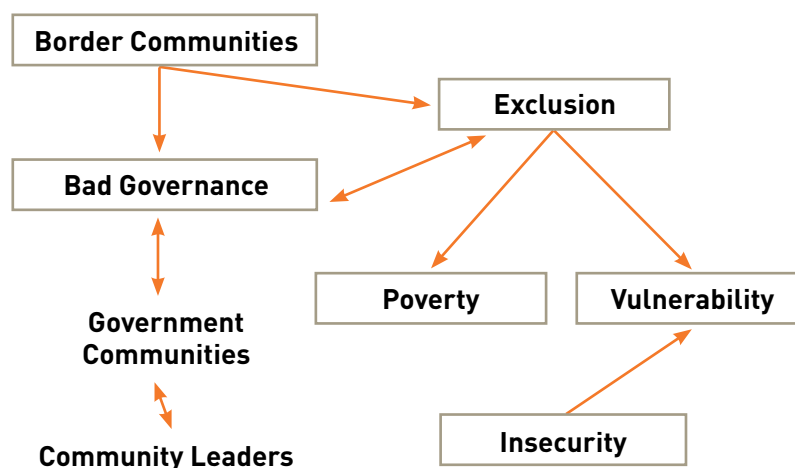 Border Communities
Exclusion
Bad Governance
Poverty
Vulnerability
Government
Communities
Insecurity
Community Leaders